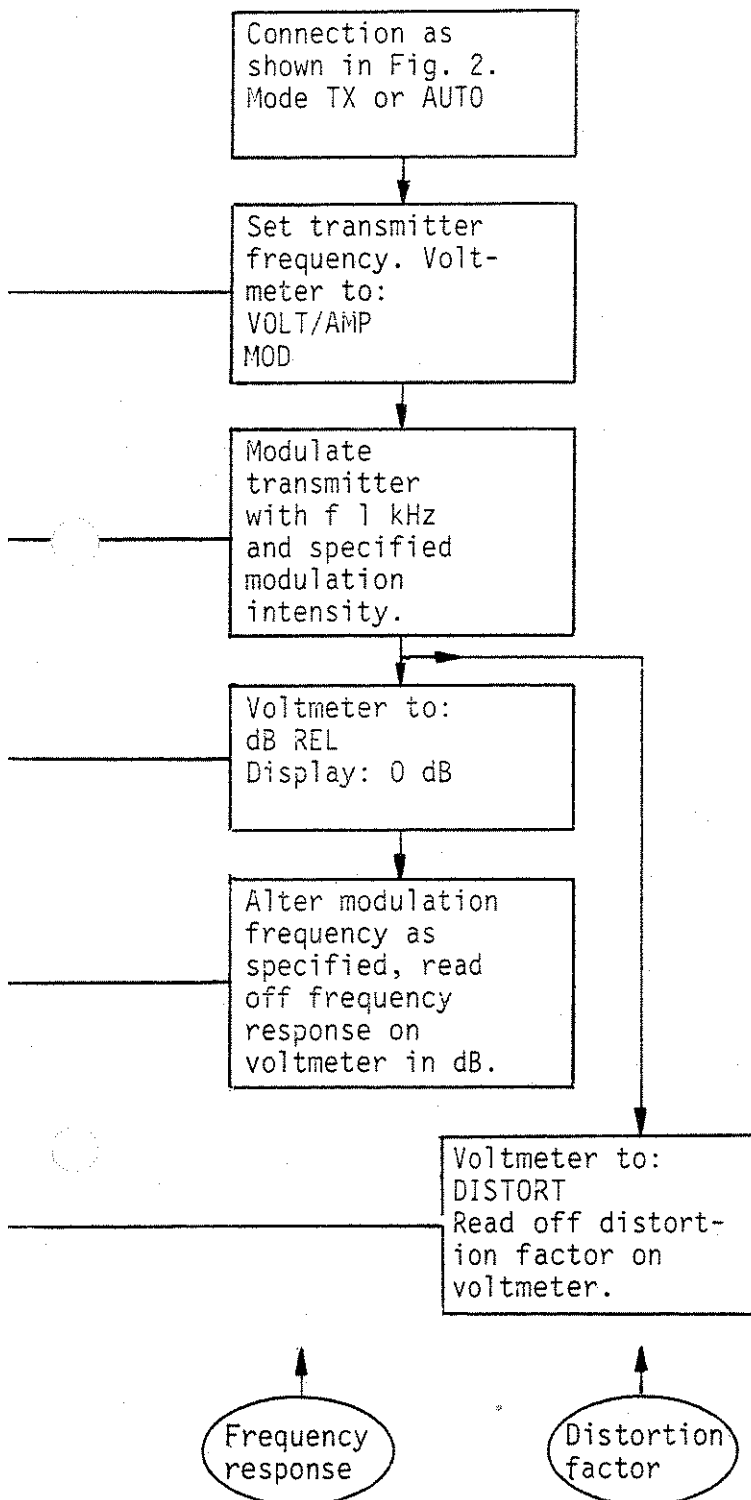 Connection as
shown in Fig. 2.
Mode TX or AUTO
Set transmitter
frequency. Volt-
meter to:
VOLT/AMP
MOD
Modulate
transmitter
with f 1 kHz
and specified
modulation
intensity.
Voltmeter to:
dB REL
Display: 0 dB
Alter modulation
frequency as
specified, read
off frequency
response on
voltmeter in dB.
Voltmeter to:
DISTORT
Read off distort-
ion factor on
voltmeter.
Frequency
response
Distortion
factor